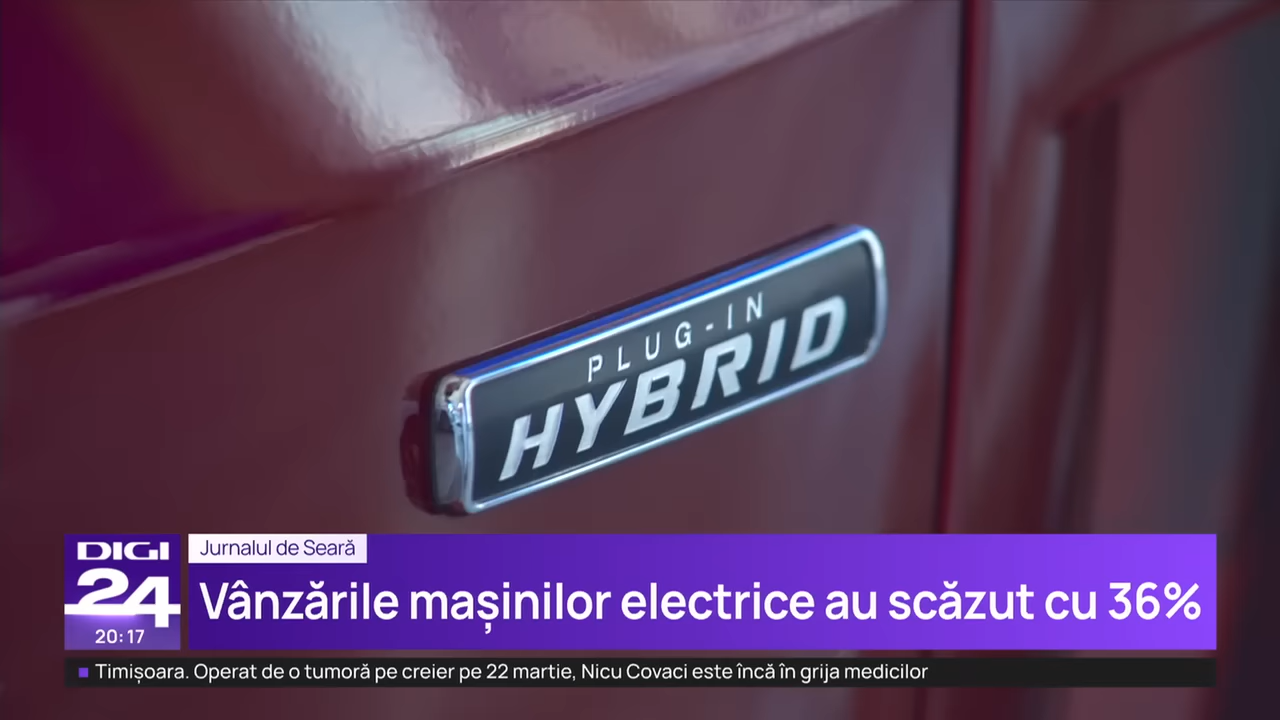 PLUG-IN
HYBRID
DIGI
24
20:17
Jurnalul de Seară
Vânzările mașinilor electrice au scăzut cu 36%
Timișoara. Operat de o tumoră pe creier pe 22 martie, Nicu Covaci este încă în grija medicilor